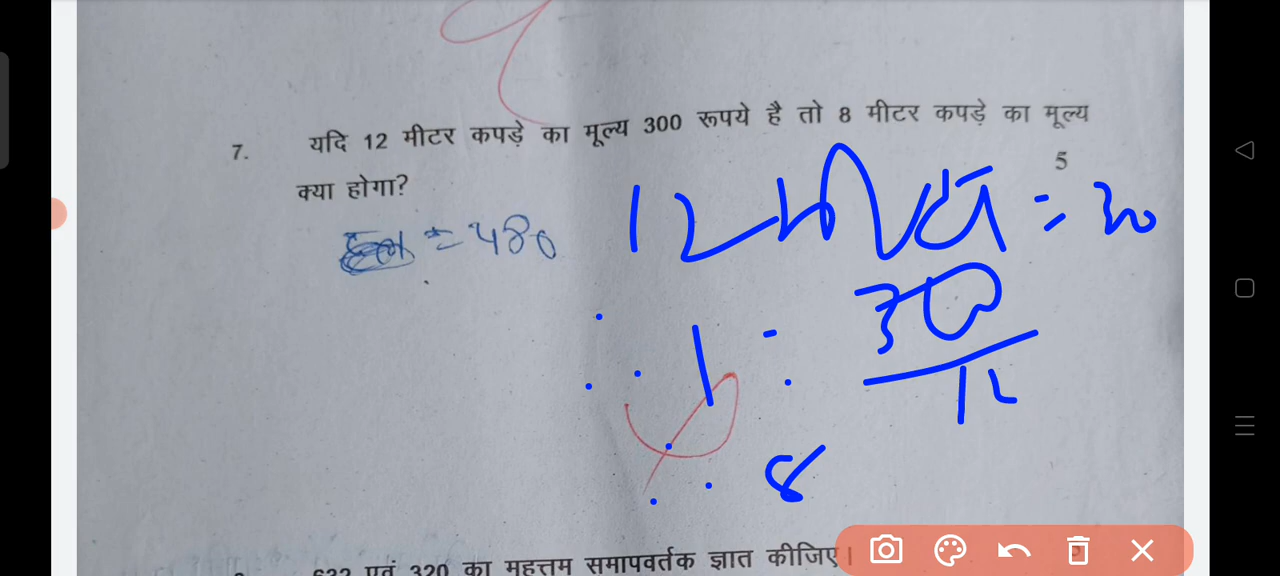 7. यदि 12 मीटर कपड़े का मूल्य 300 रूपये है तो 8 मीटर कपड़े का मूल्य
क्या होगा? 5
= 480
12 = 300
∴ 1 : 300/12
∴ 8
632 एवं 320 का महत्तम समापवर्तक ज्ञात कीजिए।